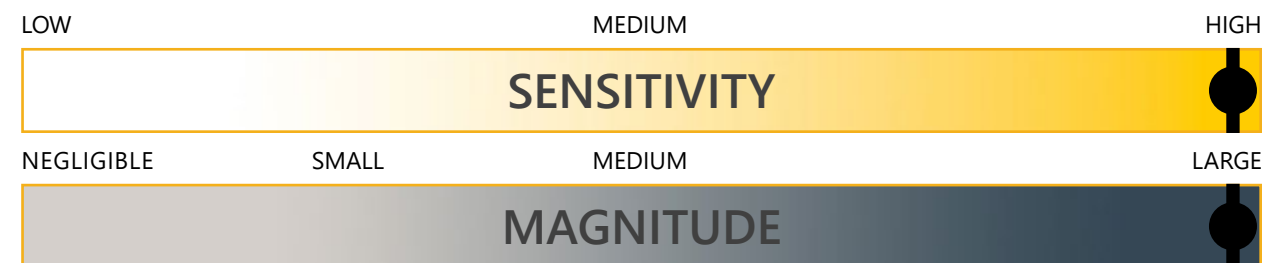 LOW MEDIUM HIGH
SENSITIVITY
NEGLIGIBLE SMALL MEDIUM LARGE
MAGNITUDE